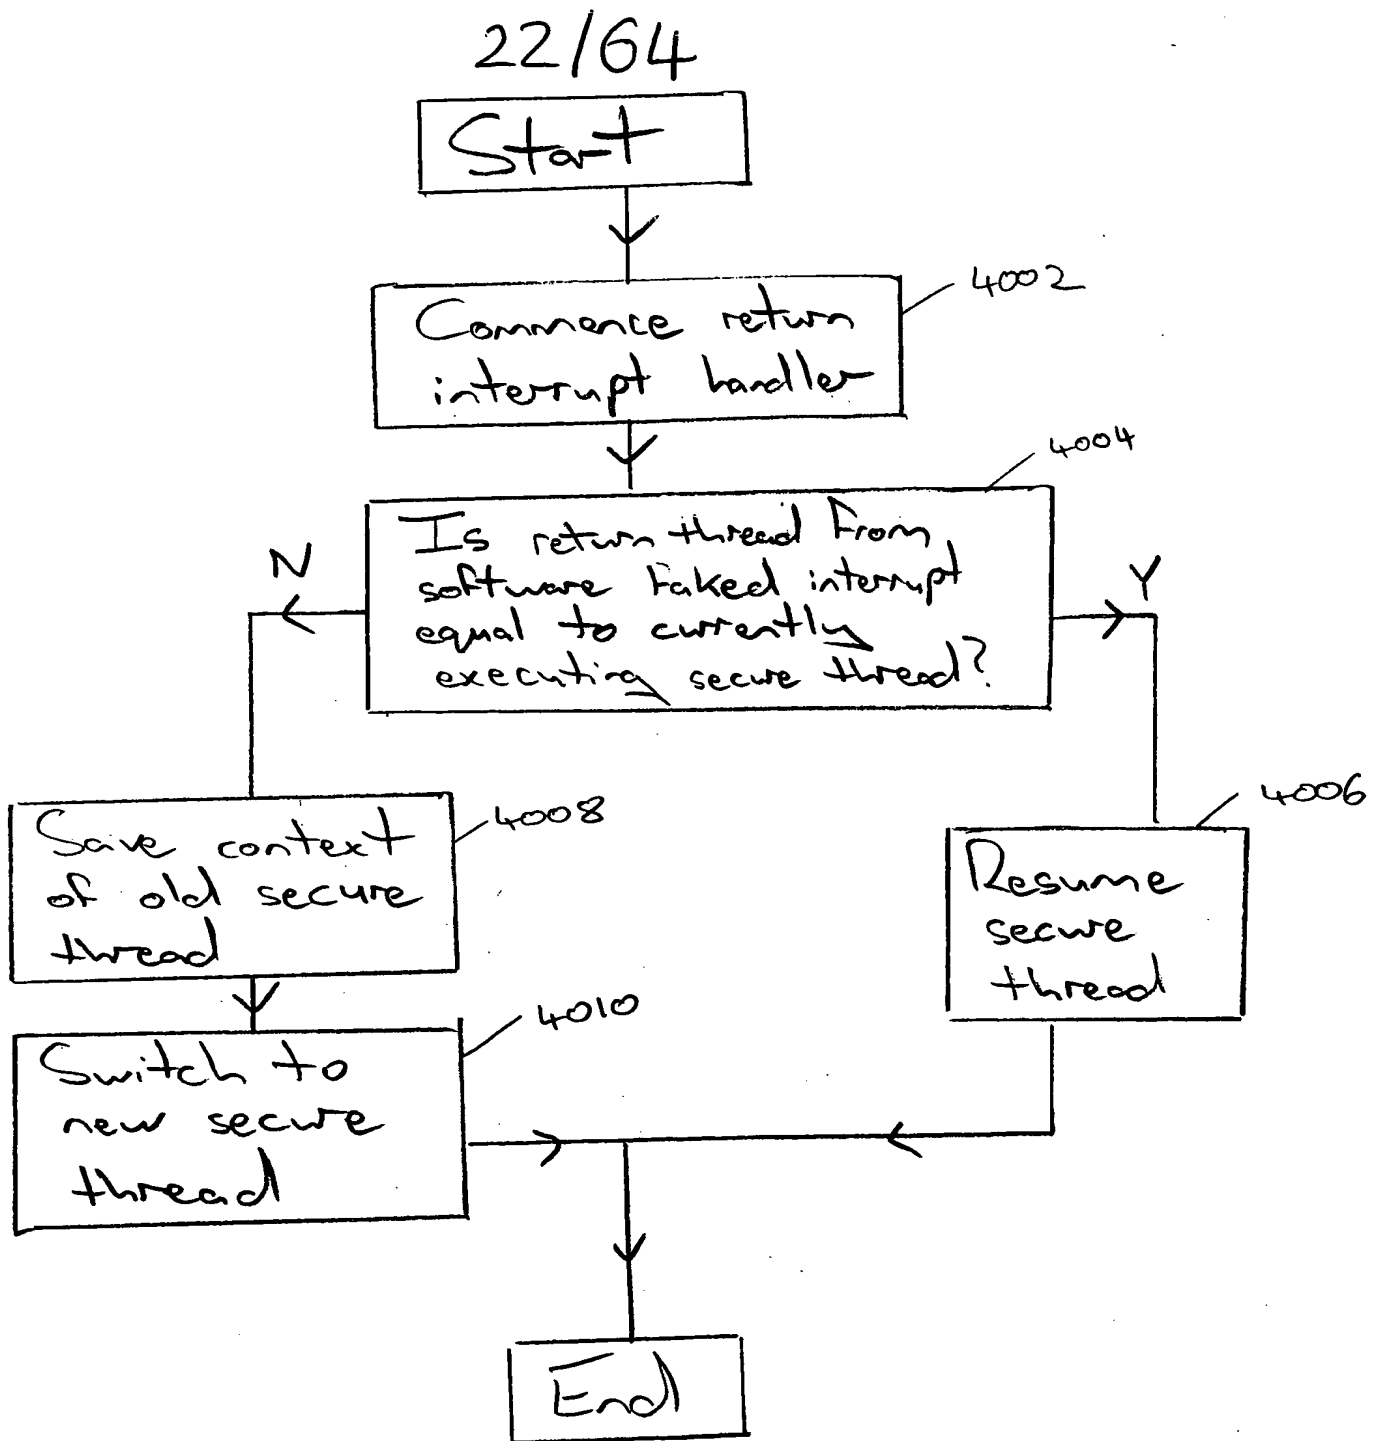 22/64
Start
Commence return
interrupt handler
4002
Is return thread from
software faked interrupt
equal to currently
executing secure thread?
4004
N
Y
Save context
of old secure
thread
4008
Resume
secure
thread
4006
Switch to
new secure
thread
4010
End